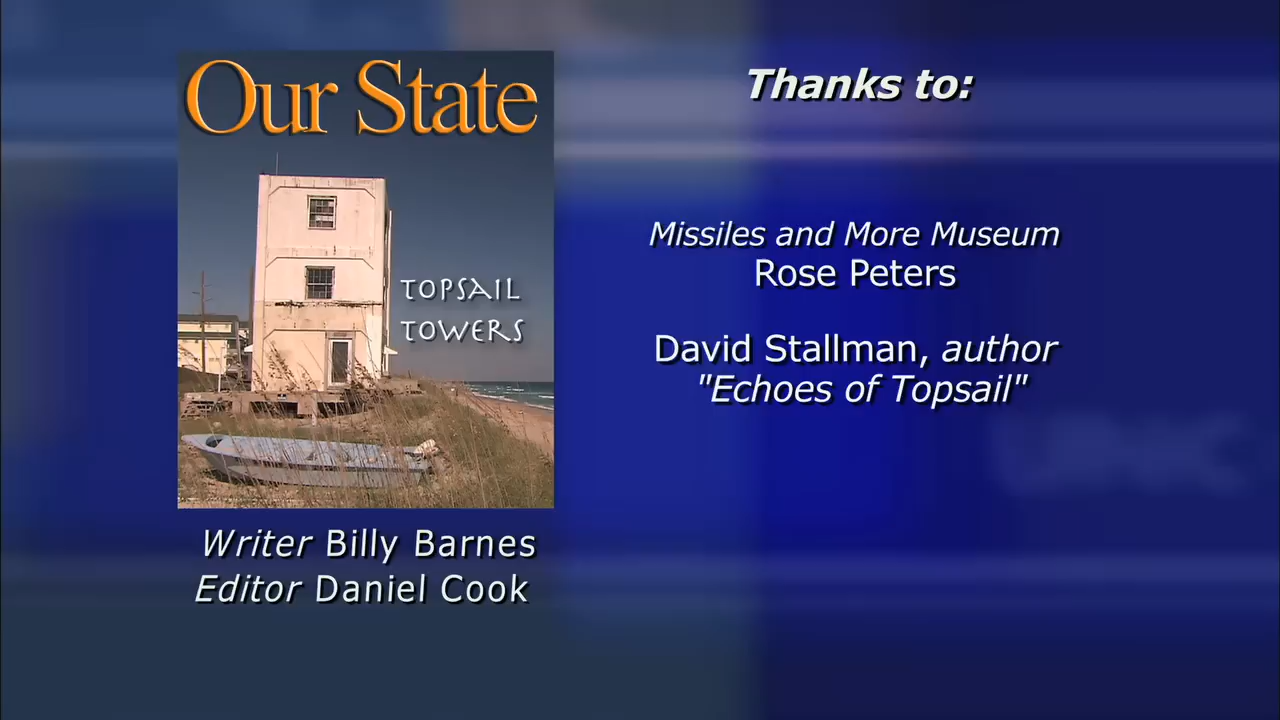 Our State
TOPSAIL
TOWERS
Writer Billy Barnes
Editor Daniel Cook
Thanks to:
Missiles and More Museum
Rose Peters
David Stallman, author
"Echoes of Topsail"
UNC